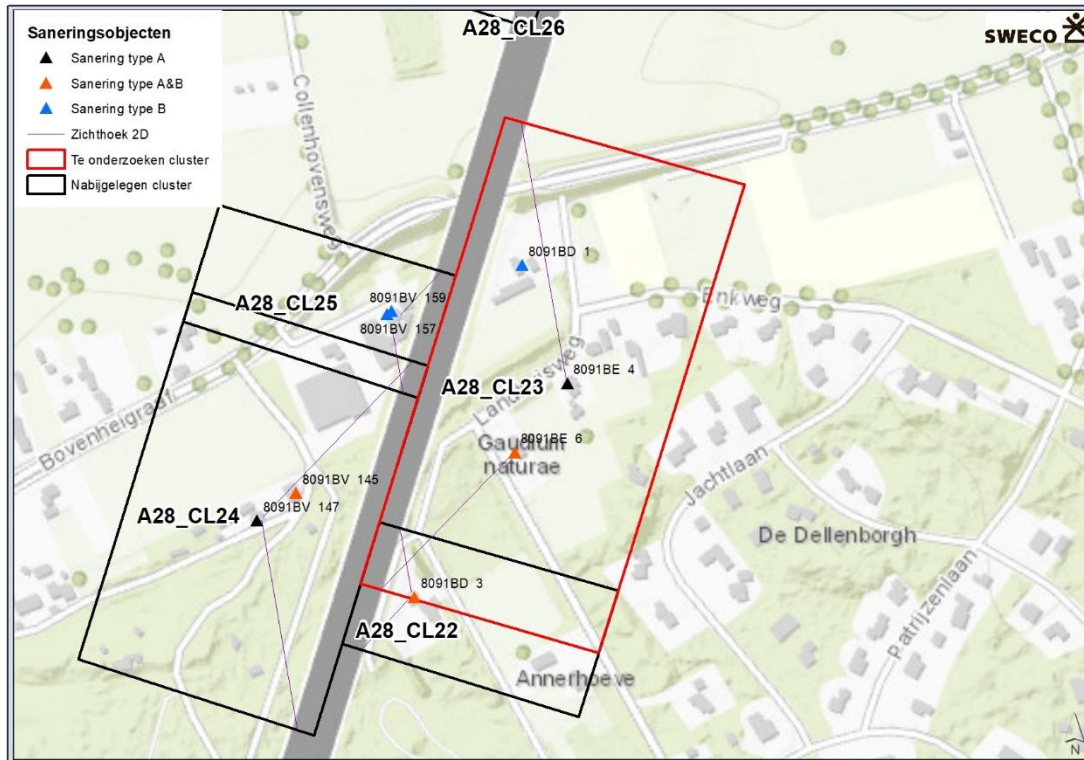 Saneringsobjecten
Sanering type A
Sanering type A&B
Sanering type B
Zichthoek 2D
Te onderzoeken cluster
Nabijgelegen cluster
A28_CL26
SWECO
Collenhovensweg
8091BD 1
A28_CL25
8091BV 159
8091BV 157
Enkweg
Landhuisweg
A28_CL23
8091BE 4
Bovenheigraaf
8091BE 6
Gaudium
naturae
Jachtlaan
8091BV 145
8091BV 147
A28_CL24
De Dellenborgh
Patrijzenlaan
8091BD 3
A28_CL22
Annerhoeve
N